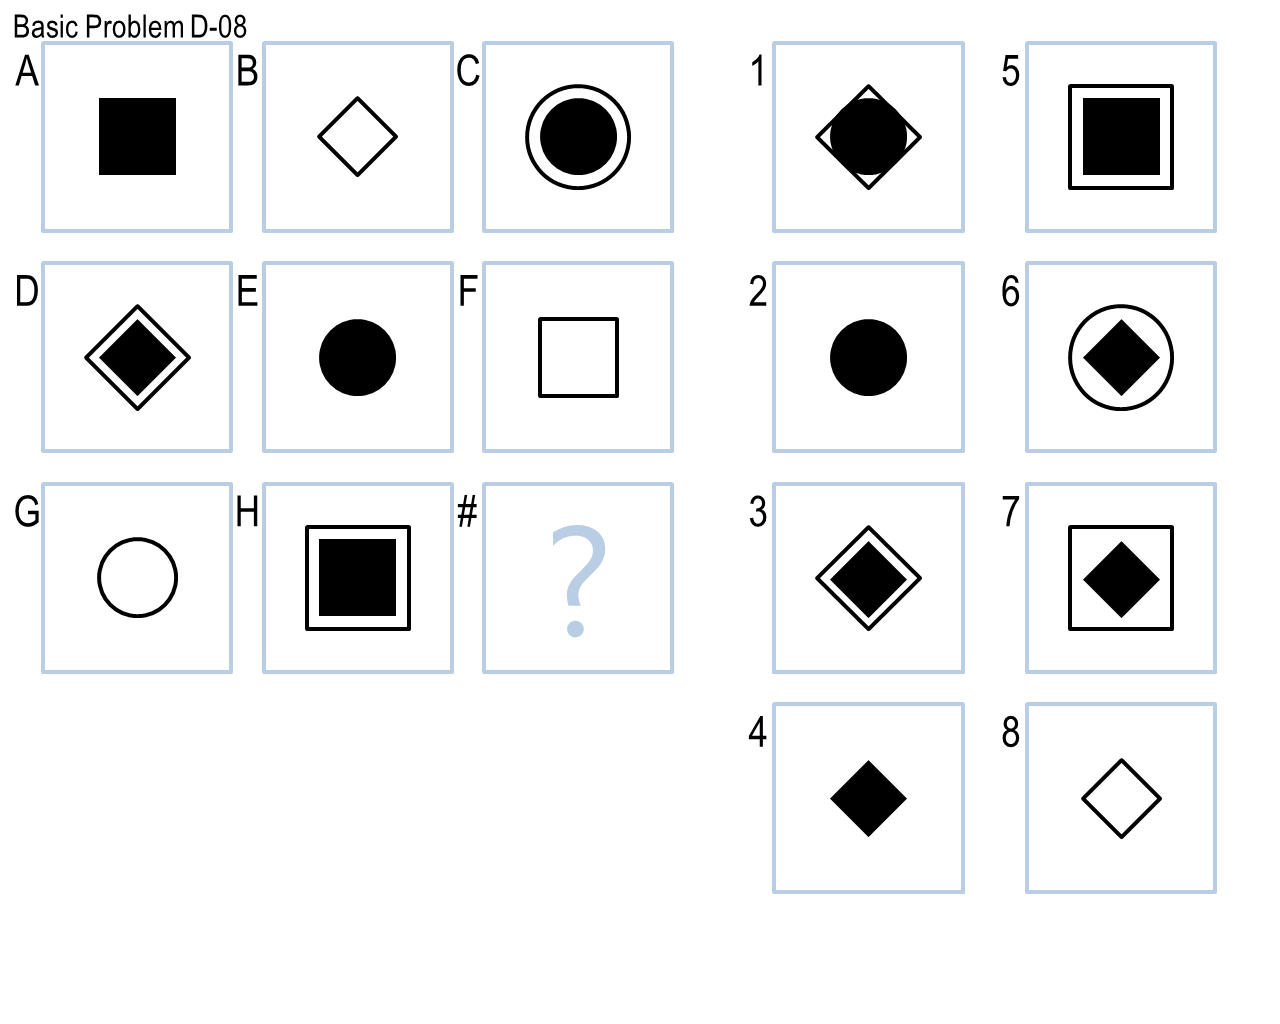 Basic Problem D-08
A B C 1 5
D E F 2 6
G H # ? 3 7
4 8